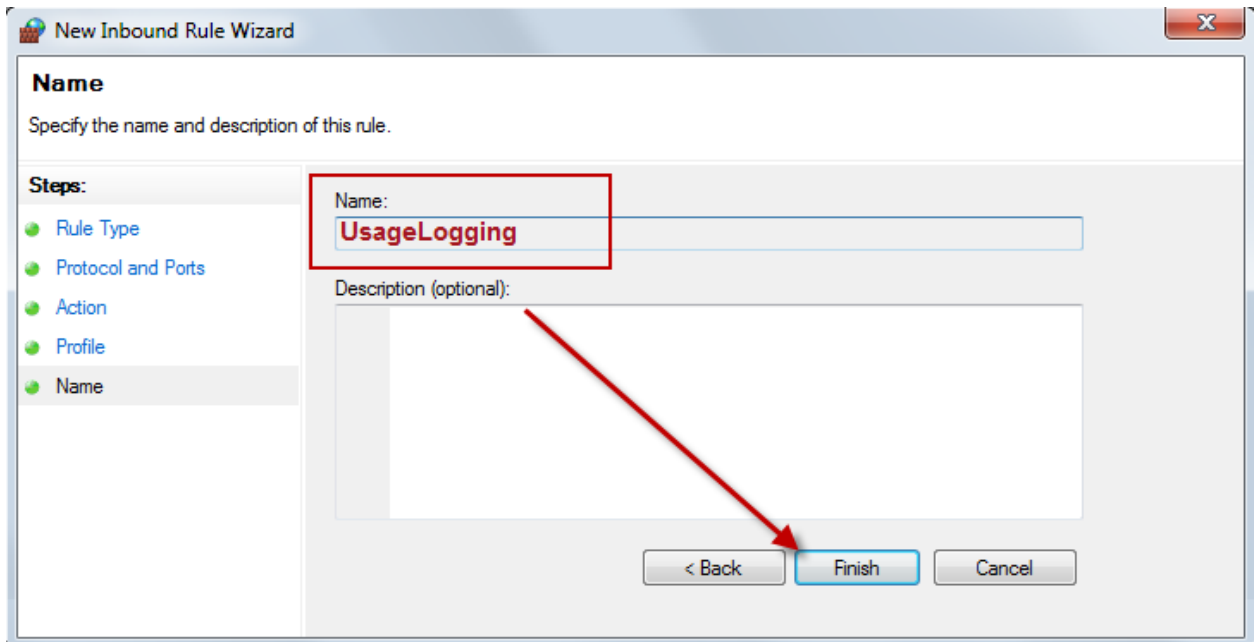 New Inbound Rule Wizard
Name
Specify the name and description of this rule.
Steps:
Rule Type
Protocol and Ports
Action
Profile
Name
Name:
UsageLogging
Description (optional):
< Back
Finish
Cancel